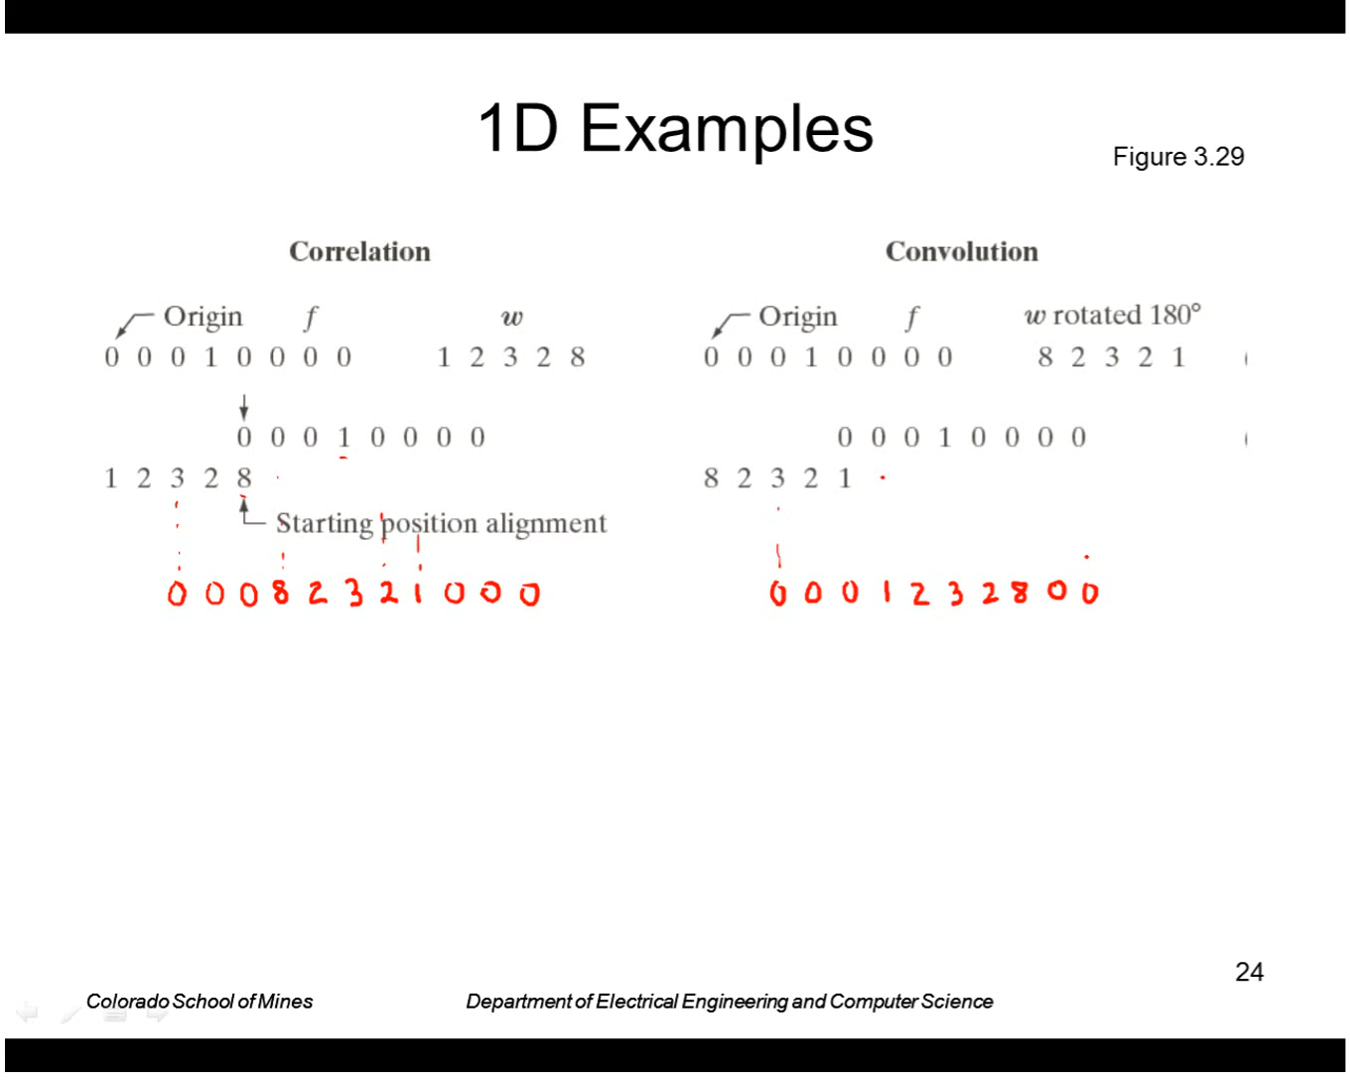 1D Examples
Figure 3.29
Correlation
Origin f w
0 0 0 1 0 0 0 0 1 2 3 2 8
0 0 0 1 0 0 0 0
1 2 3 2 8
Starting position alignment
0 0 0 8 2 3 2 1 0 0 0
Convolution
Origin f w rotated 180°
0 0 0 1 0 0 0 0 8 2 3 2 1
0 0 0 1 0 0 0 0
8 2 3 2 1
0 0 0 1 2 3 2 8 0 0
24
Colorado School of Mines Department of Electrical Engineering and Computer Science